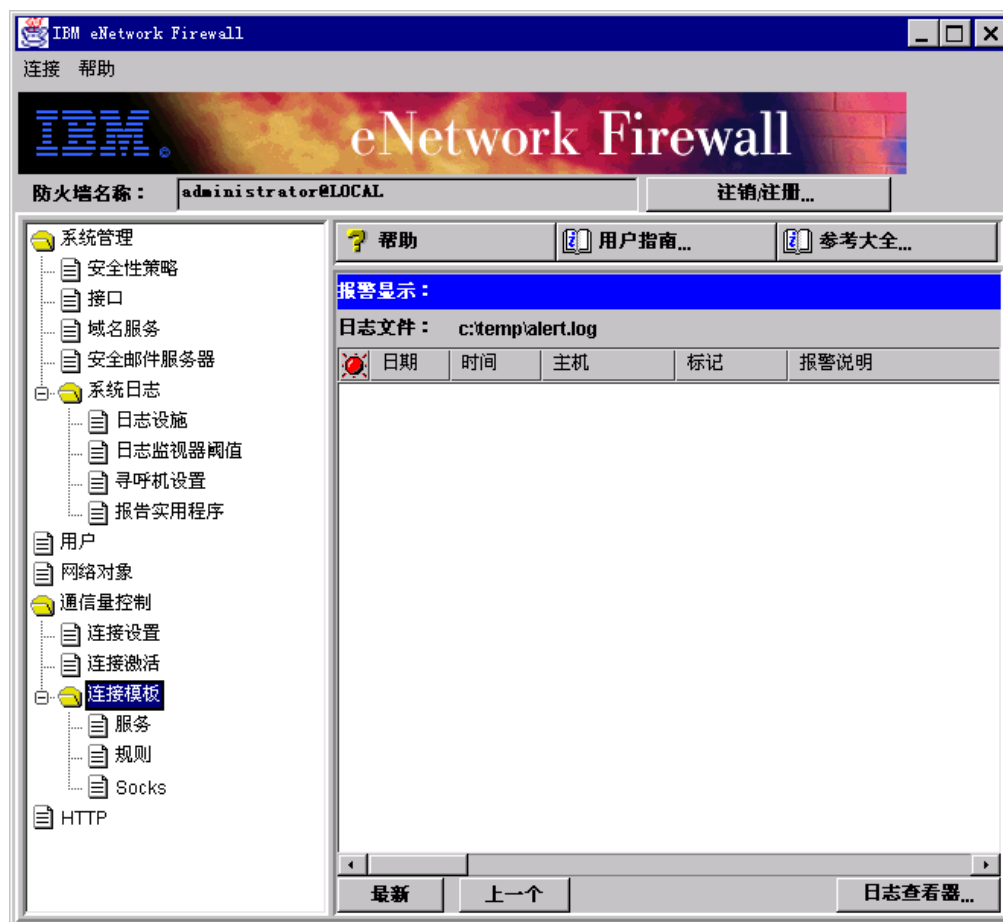 IBM eNetwork Firewall
连接 帮助
IBM. eNetwork Firewall
防火墙名称： administrator@LOCAL 注销/注册...
系统管理
安全性策略
接口
域名服务
安全邮件服务器
系统日志
日志设施
日志监视器阈值
寻呼机设置
报告实用程序
用户
网络对象
通信量控制
连接设置
连接激活
连接模板
服务
规则
Socks
HTTP
帮助 用户指南... 参考大全...
报警显示：
日志文件： c:\temp\alert.log
日期 时间 主机 标记 报警说明
最新 上一个 日志查看器...